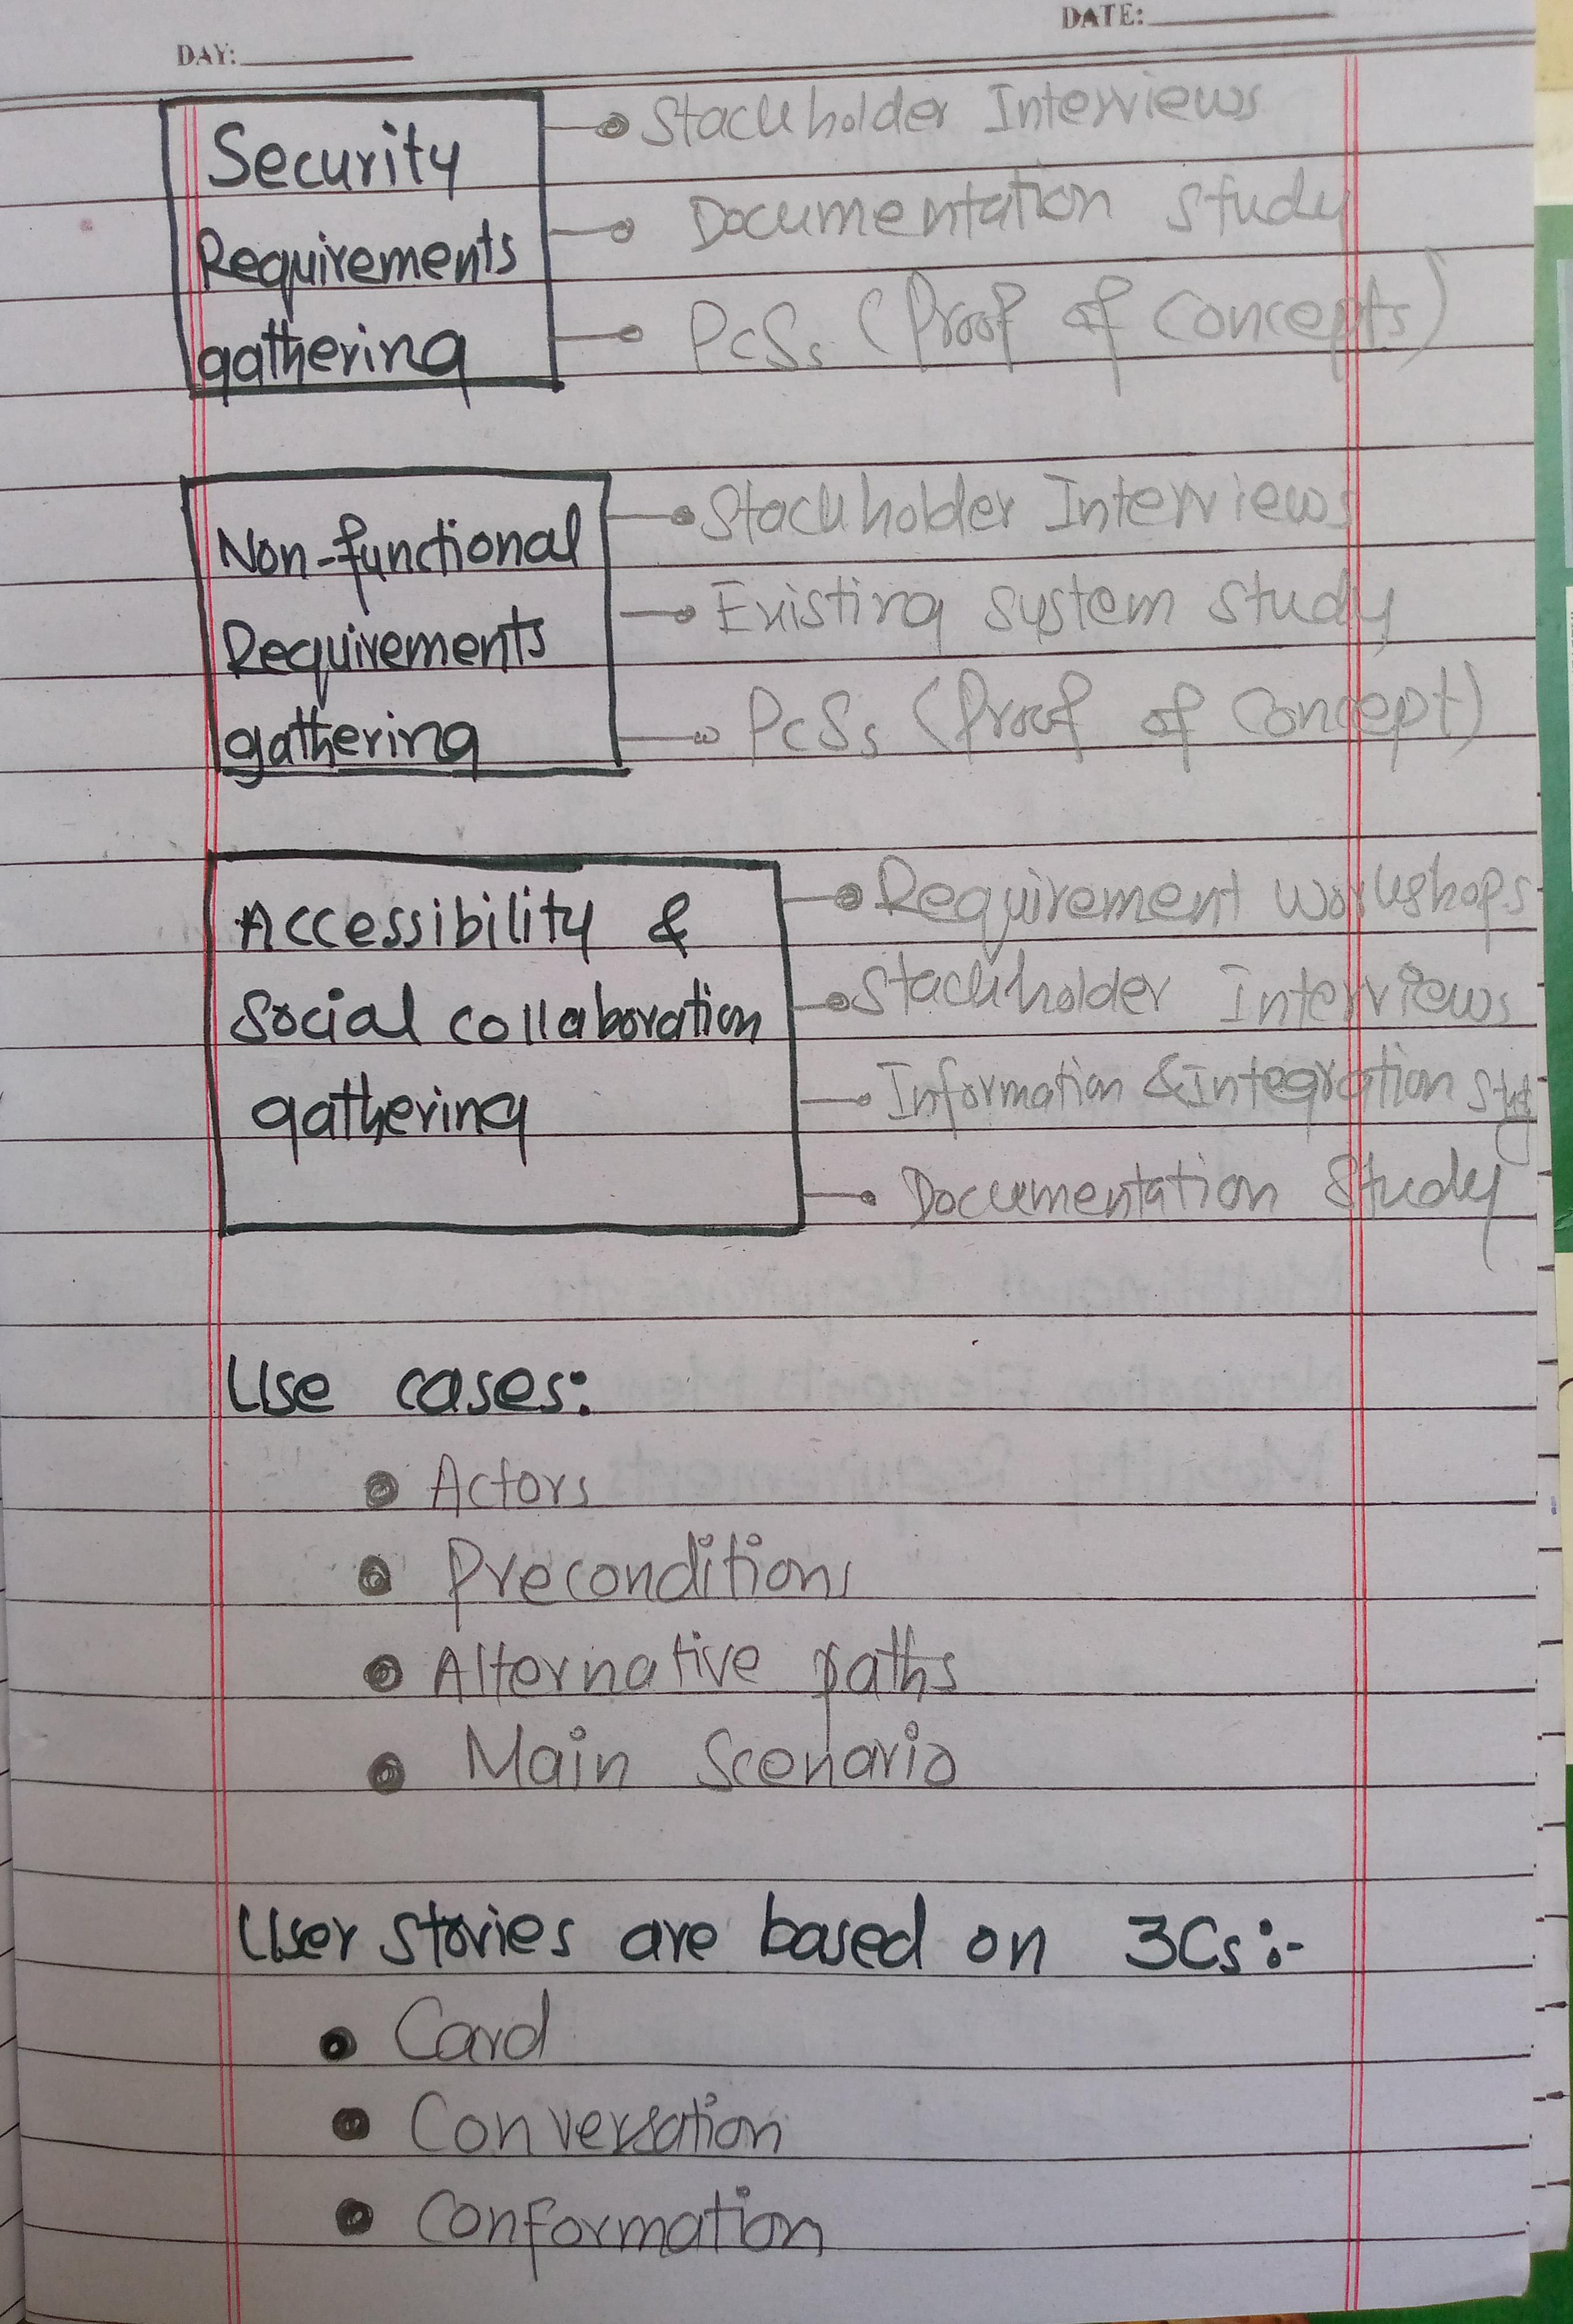 DATE:
DAY:
Security
Requirements
gathering
Stackholder Interviews
Documentation Study
PcSs (Proof of Concepts)
Non-functional
Requirements
gathering
Stackholder Interviews
Existing System Study
PcSs (Proof of Concept)
Accessibility &
Social collaboration
gathering
Requirement Workshops
Stackholder Interviews
Information & Integration
Documentation Study
Use cases:
Actors
Preconditions
Alternative paths
Main Scenario
User stories are based on 3Cs:-
Card
Conversation
Conformation